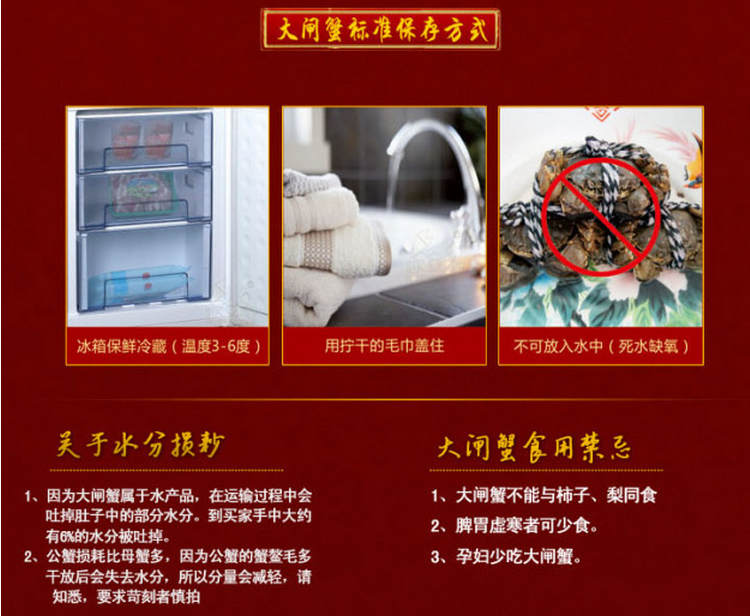 大闸蟹标准保存方式
冰箱保鲜冷藏（温度3-6度）
用拧干的毛巾盖住
不可放入水中（死水缺氧）
关于水分损耗
1、因为大闸蟹属于水产品，在运输过程中会
吐掉肚子中的部分水分。到买家手中大约
有6%的水分被吐掉。
2、公蟹损耗比母蟹多，因为公蟹的蟹鳌毛多
干放后会失去水分，所以分量会减轻，请
知悉，要求苛刻者慎拍
大闸蟹食用禁忌
1、大闸蟹不能与柿子、梨同食
2、脾胃虚寒者可少食。
3、孕妇少吃大闸蟹。